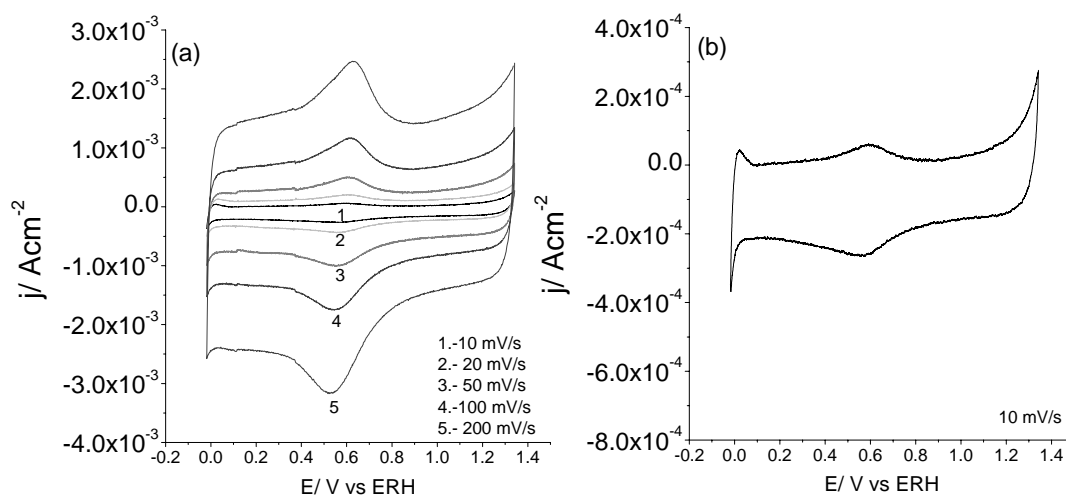 (a)
3.0x10⁻³
2.0x10⁻³
1.0x10⁻³
0.0
-1.0x10⁻³
-2.0x10⁻³
-3.0x10⁻³
-4.0x10⁻³
j/ Acm⁻²
1
2
3
4
5
1.-10 mV/s
2.- 20 mV/s
3.- 50 mV/s
4.-100 mV/s
5.- 200 mV/s
-0.2 0.0 0.2 0.4 0.6 0.8 1.0 1.2 1.4
E/ V vs ERH
(b)
4.0x10⁻⁴
2.0x10⁻⁴
0.0
-2.0x10⁻⁴
-4.0x10⁻⁴
-6.0x10⁻⁴
-8.0x10⁻⁴
j/ Acm⁻²
10 mV/s
-0.2 0.0 0.2 0.4 0.6 0.8 1.0 1.2 1.4
E/ V vs ERH